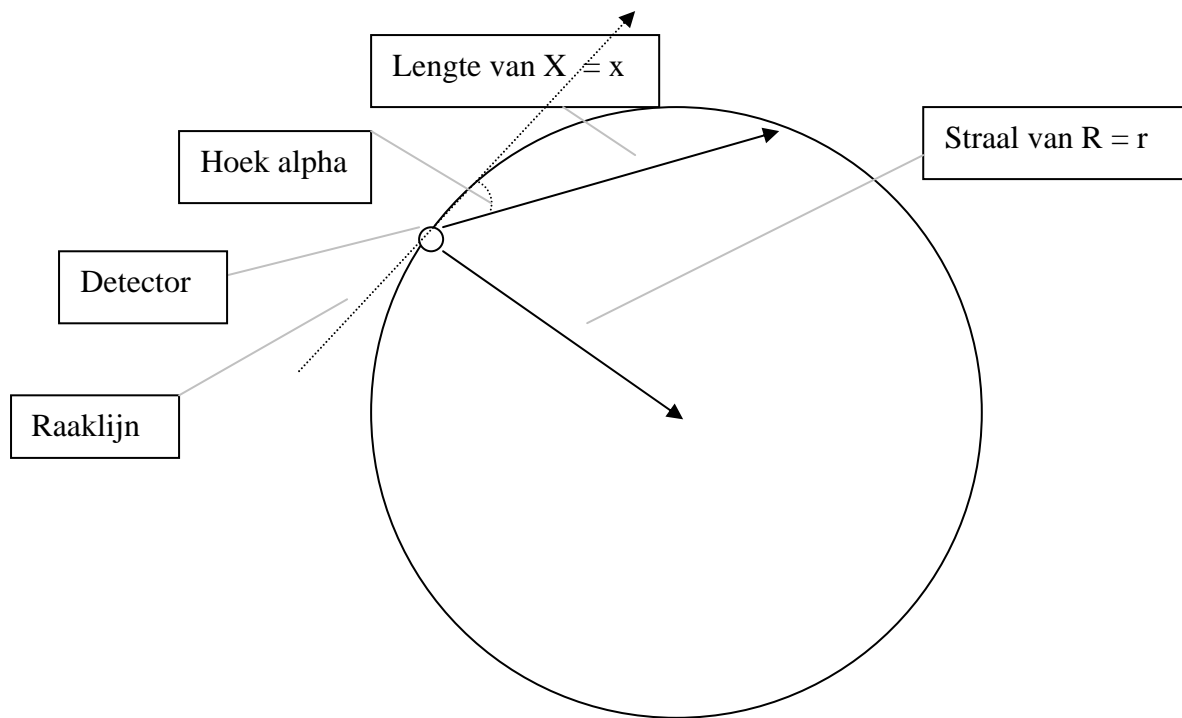 Lengte van X = x
Straal van R = r
Hoek alpha
Detector
Raaklijn